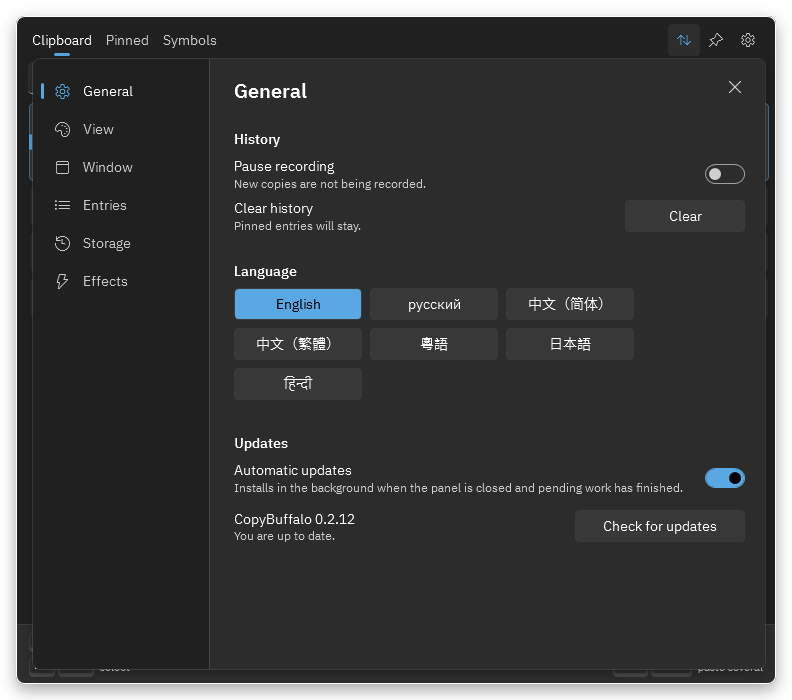 Clipboard Pinned Symbols
General
View
Window
Entries
Storage
Effects
General
History
Pause recording
New copies are not being recorded.
Clear history
Pinned entries will stay.
Clear
Language
English русский 中文（简体）
中文（繁體） 粵語 日本語
हिन्दी
Updates
Automatic updates
Installs in the background when the panel is closed and pending work has finished.
CopyBuffalo 0.2.12
You are up to date.
Check for updates
select paste several